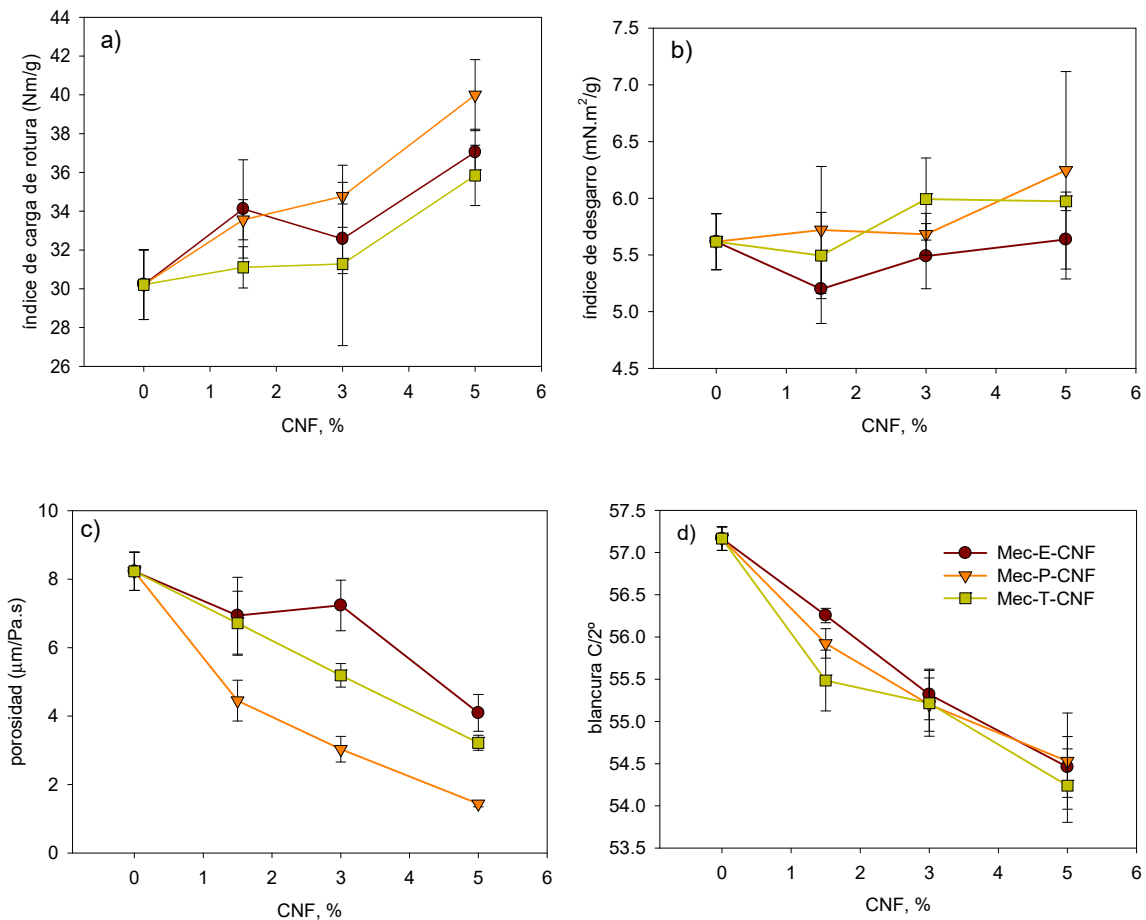 a)
índice de carga de rotura (Nm/g)
44
42
40
38
36
34
32
30
28
26
0 1 2 3 4 5 6
CNF, %
b)
índice de desgarro (mN.m²/g)
7.5
7.0
6.5
6.0
5.5
5.0
4.5
0 1 2 3 4 5 6
CNF, %
c)
porosidad (µm/Pa.s)
10
8
6
4
2
0
0 1 2 3 4 5 6
CNF, %
d)
blancura C/2º
57.5
57.0
56.5
56.0
55.5
55.0
54.5
54.0
53.5
Mec-E-CNF
Mec-P-CNF
Mec-T-CNF
0 1 2 3 4 5 6
CNF, %